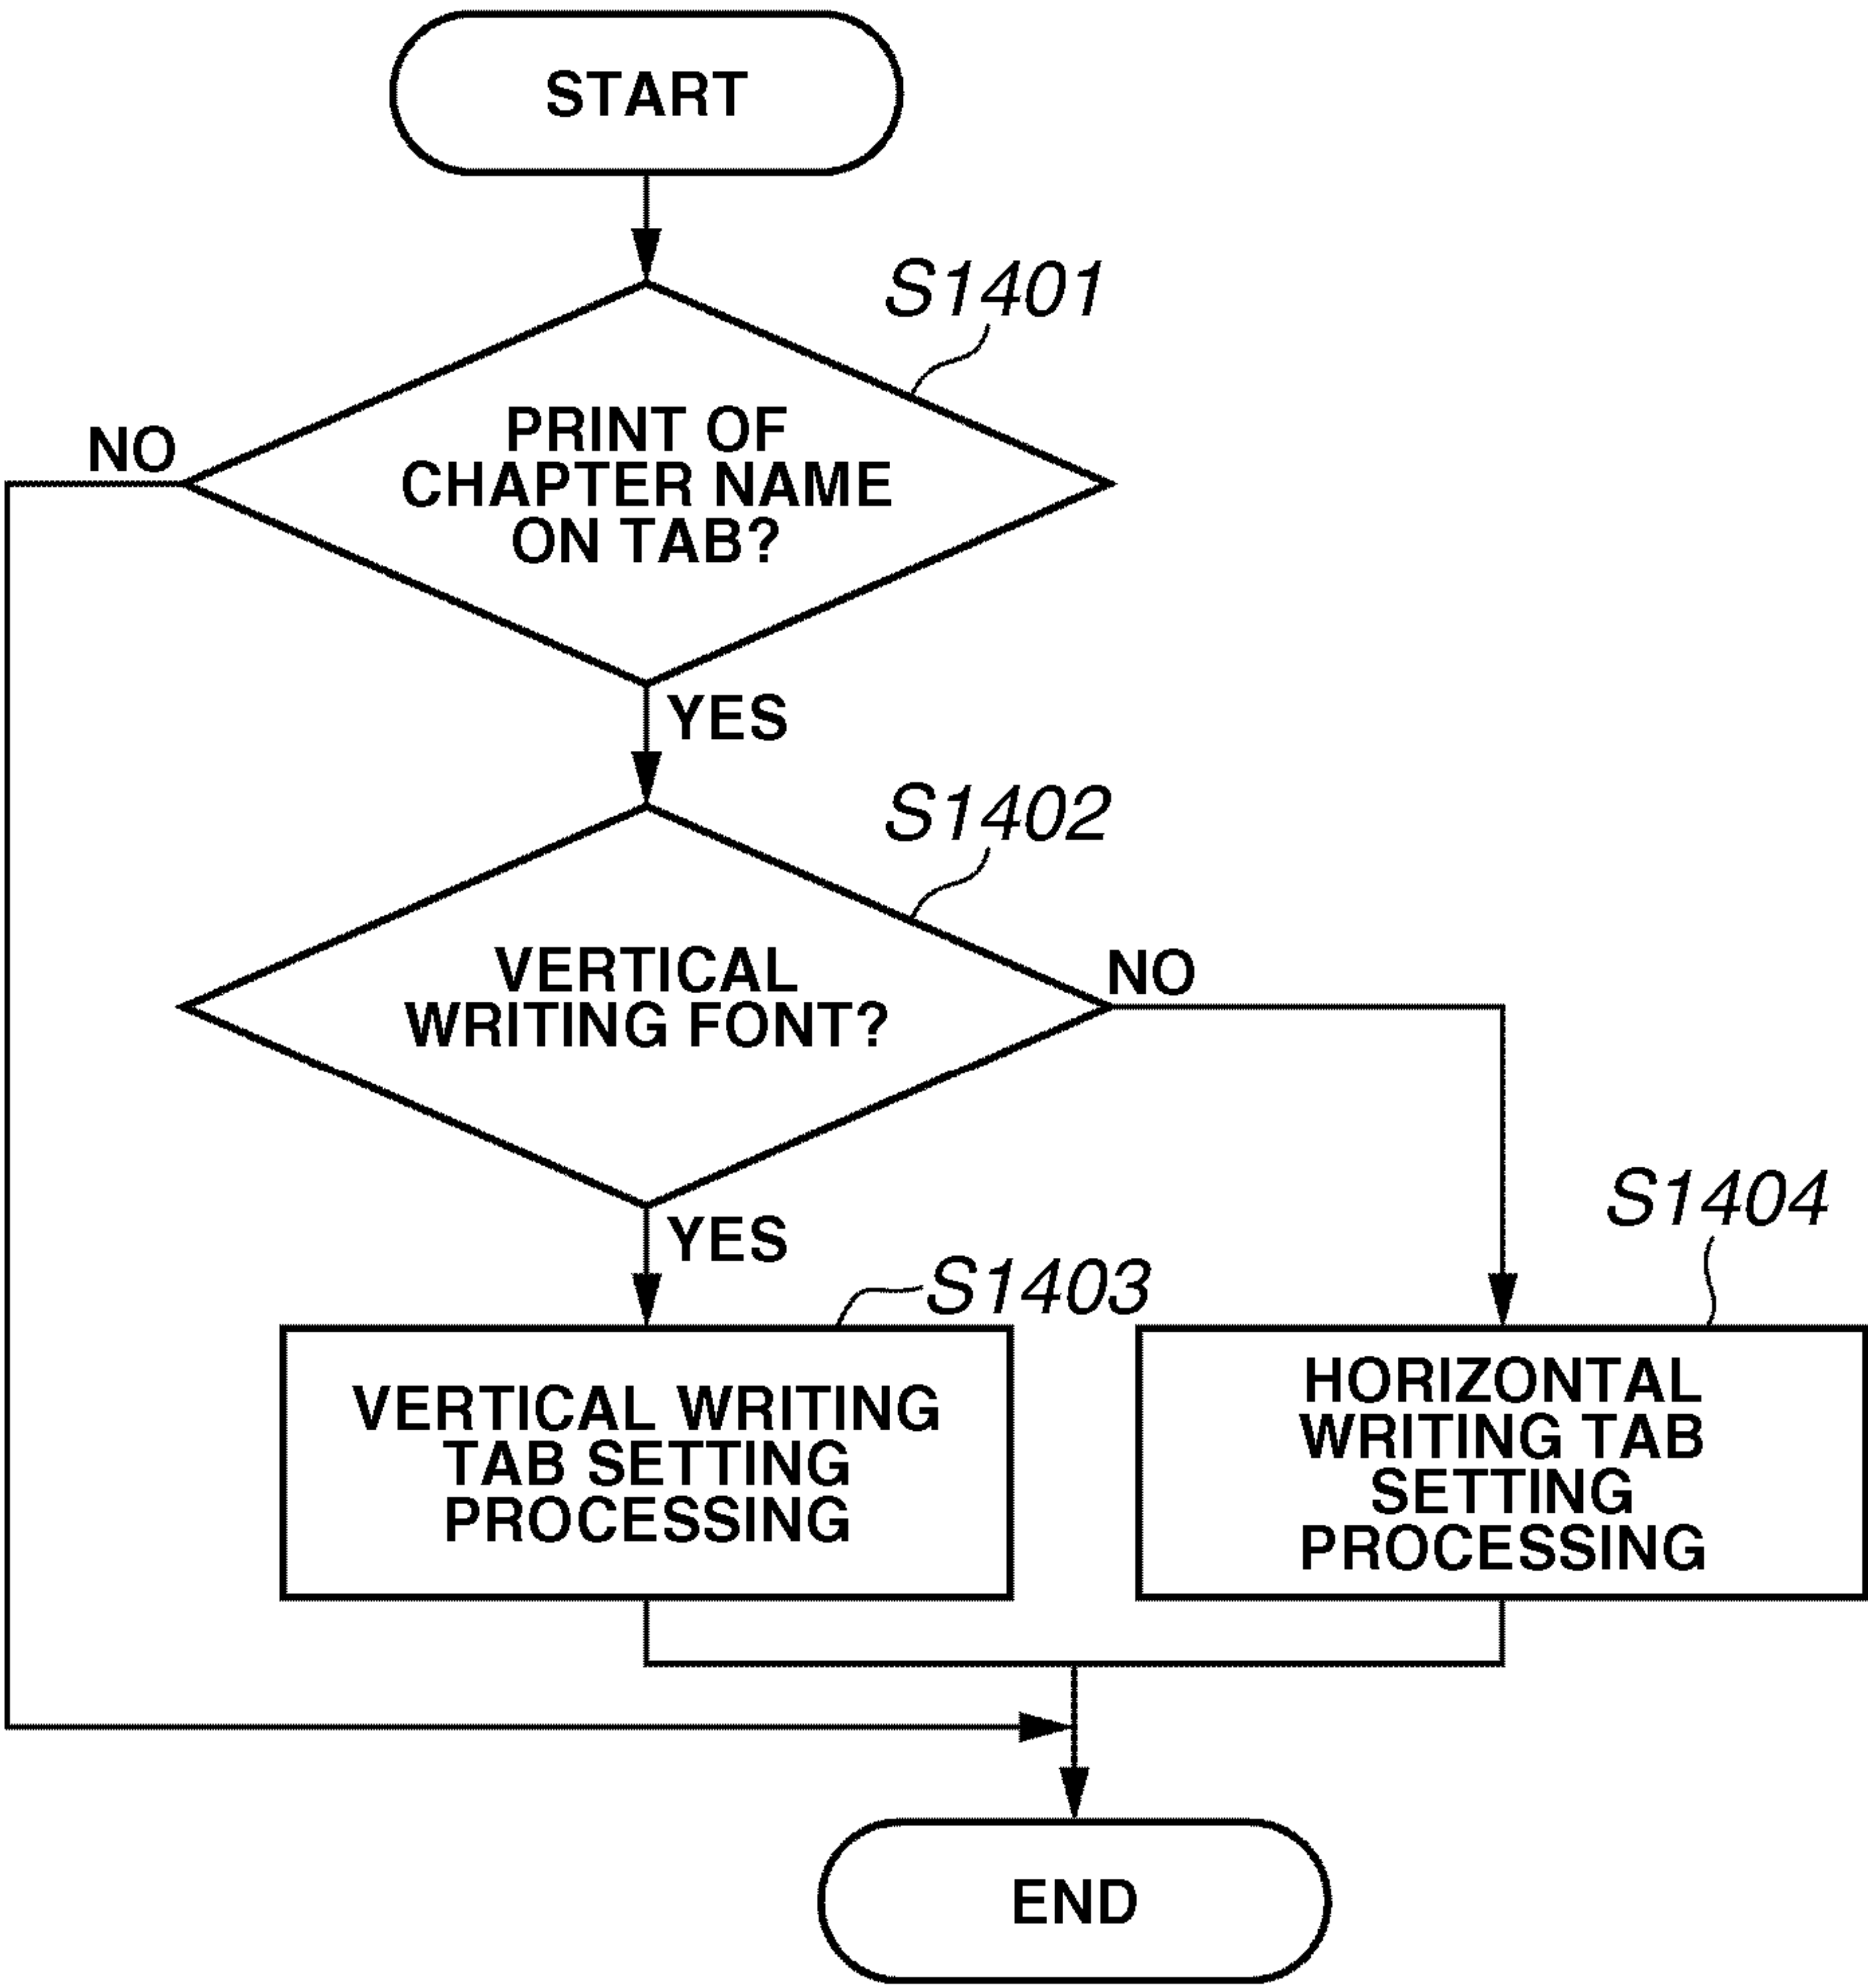 START
S1401
PRINT OF
CHAPTER NAME
ON TAB?
NO
YES
S1402
VERTICAL
WRITING FONT?
NO
YES
S1403
S1404
VERTICAL WRITING
TAB SETTING
PROCESSING
HORIZONTAL
WRITING TAB
SETTING
PROCESSING
END